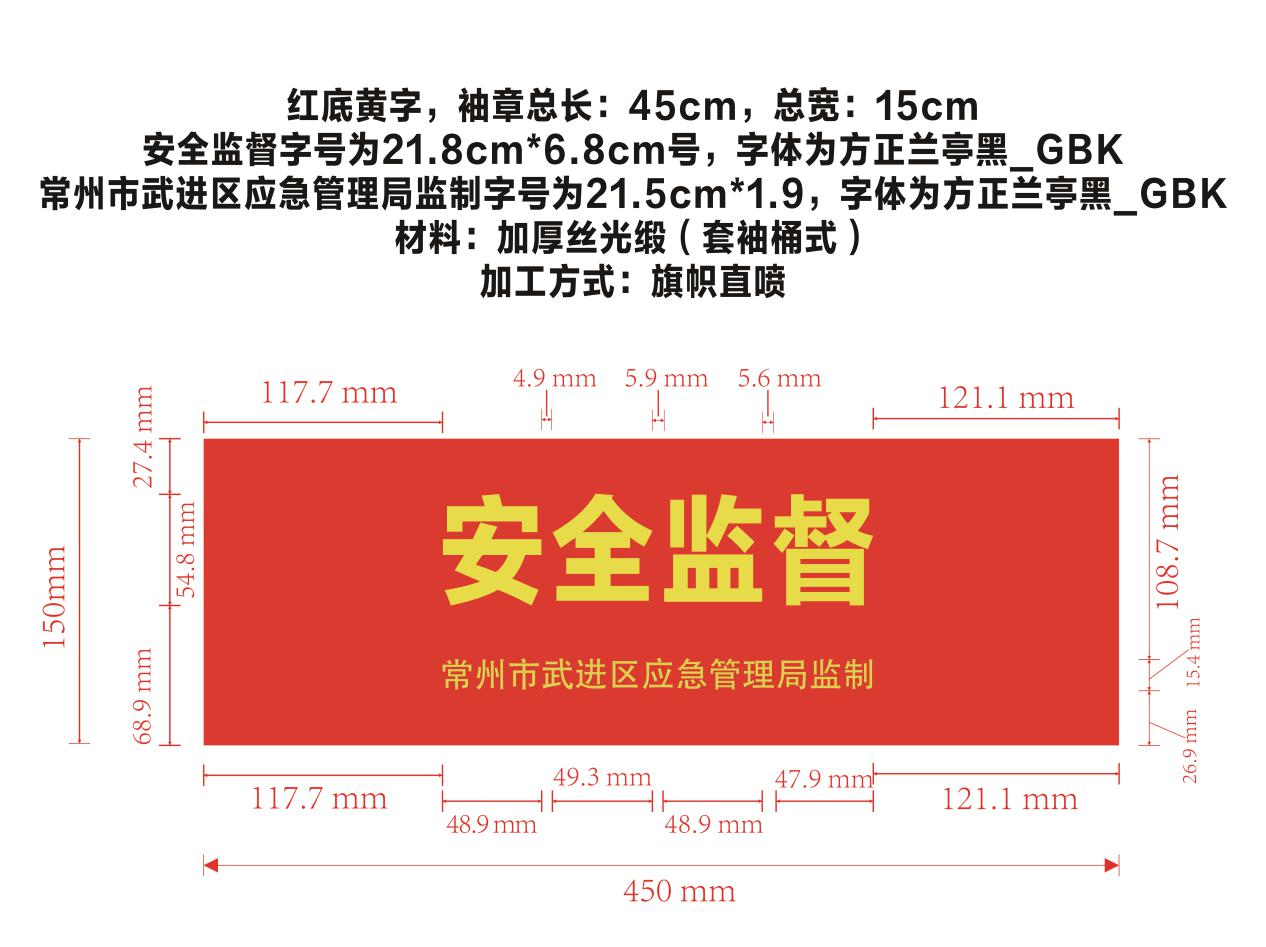 红底黄字，袖章总长：45cm，总宽：15cm
安全监督字号为21.8cm*6.8cm号，字体为方正兰亭黑_GBK
常州市武进区应急管理局监制字号为21.5cm*1.9，字体为方正兰亭黑_GBK
材料：加厚丝光缎（套袖桶式）
加工方式：旗帜直喷
4.9 mm 5.9 mm 5.6 mm
117.7 mm 121.1 mm
27.4 mm
54.8 mm
150mm
68.9 mm
安全监督
常州市武进区应急管理局监制
108.7 mm
15.4 mm
26.9 mm
49.3 mm 47.9 mm
117.7 mm 121.1 mm
48.9 mm 48.9 mm
450 mm